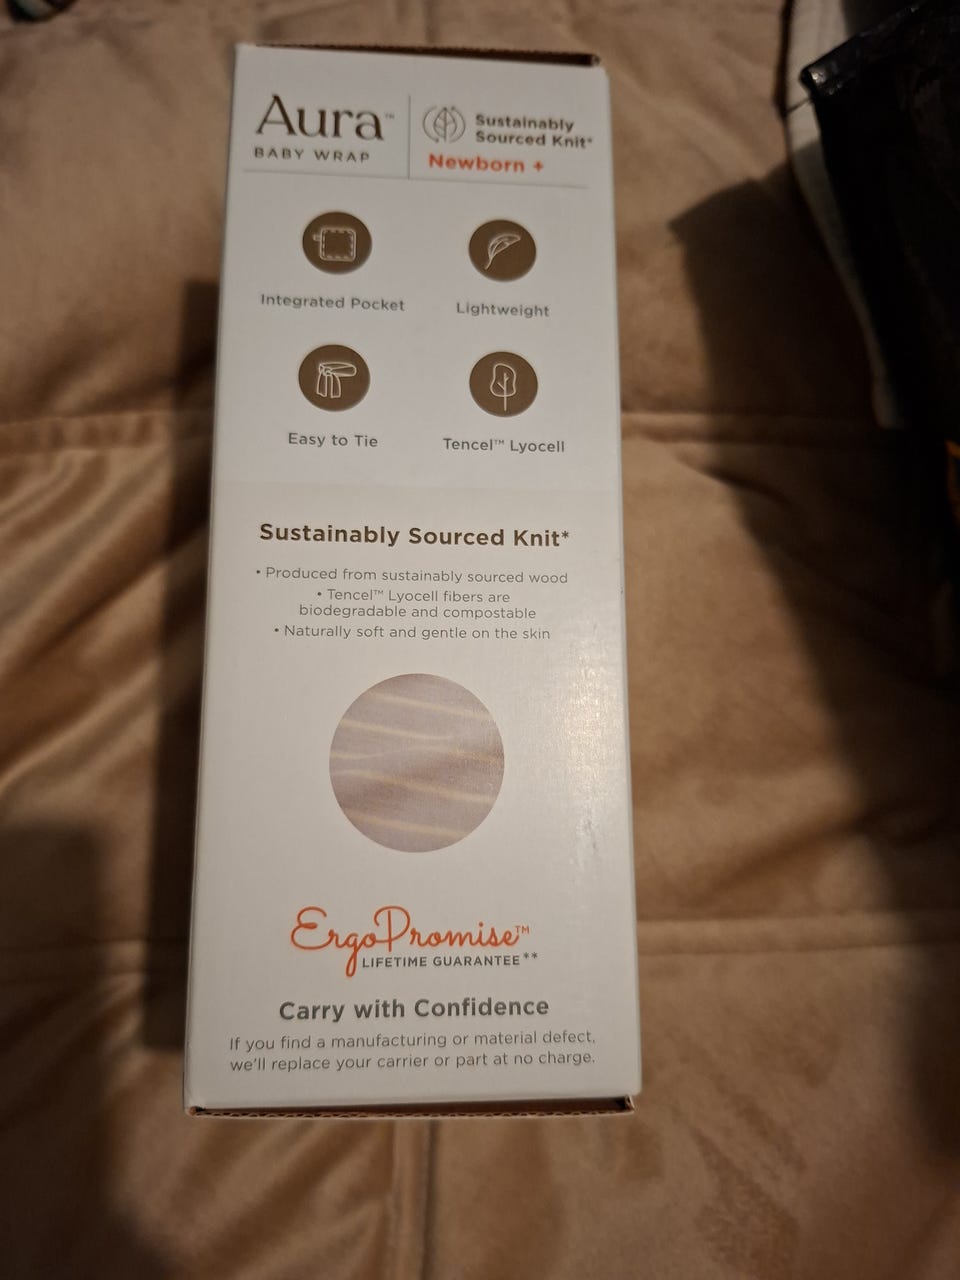 Aura™
BABY WRAP
Sustainably
Sourced Knit*
Newborn +
Integrated Pocket
Lightweight
Easy to Tie
Tencel™ Lyocell
Sustainably Sourced Knit*
• Produced from sustainably sourced wood
• Tencel™ Lyocell fibers are
biodegradable and compostable
• Naturally soft and gentle on the skin
ErgoPromise™
LIFETIME GUARANTEE**
Carry with Confidence
If you find a manufacturing or material defect,
we'll replace your carrier or part at no charge.